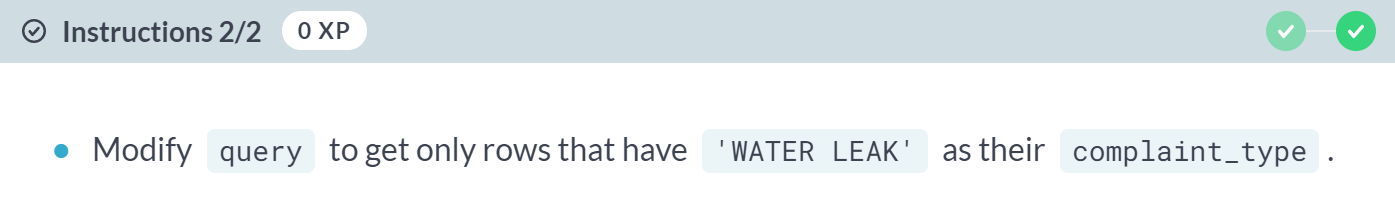 Instructions 2/2 0 XP
Modify query to get only rows that have 'WATER LEAK' as their complaint_type .